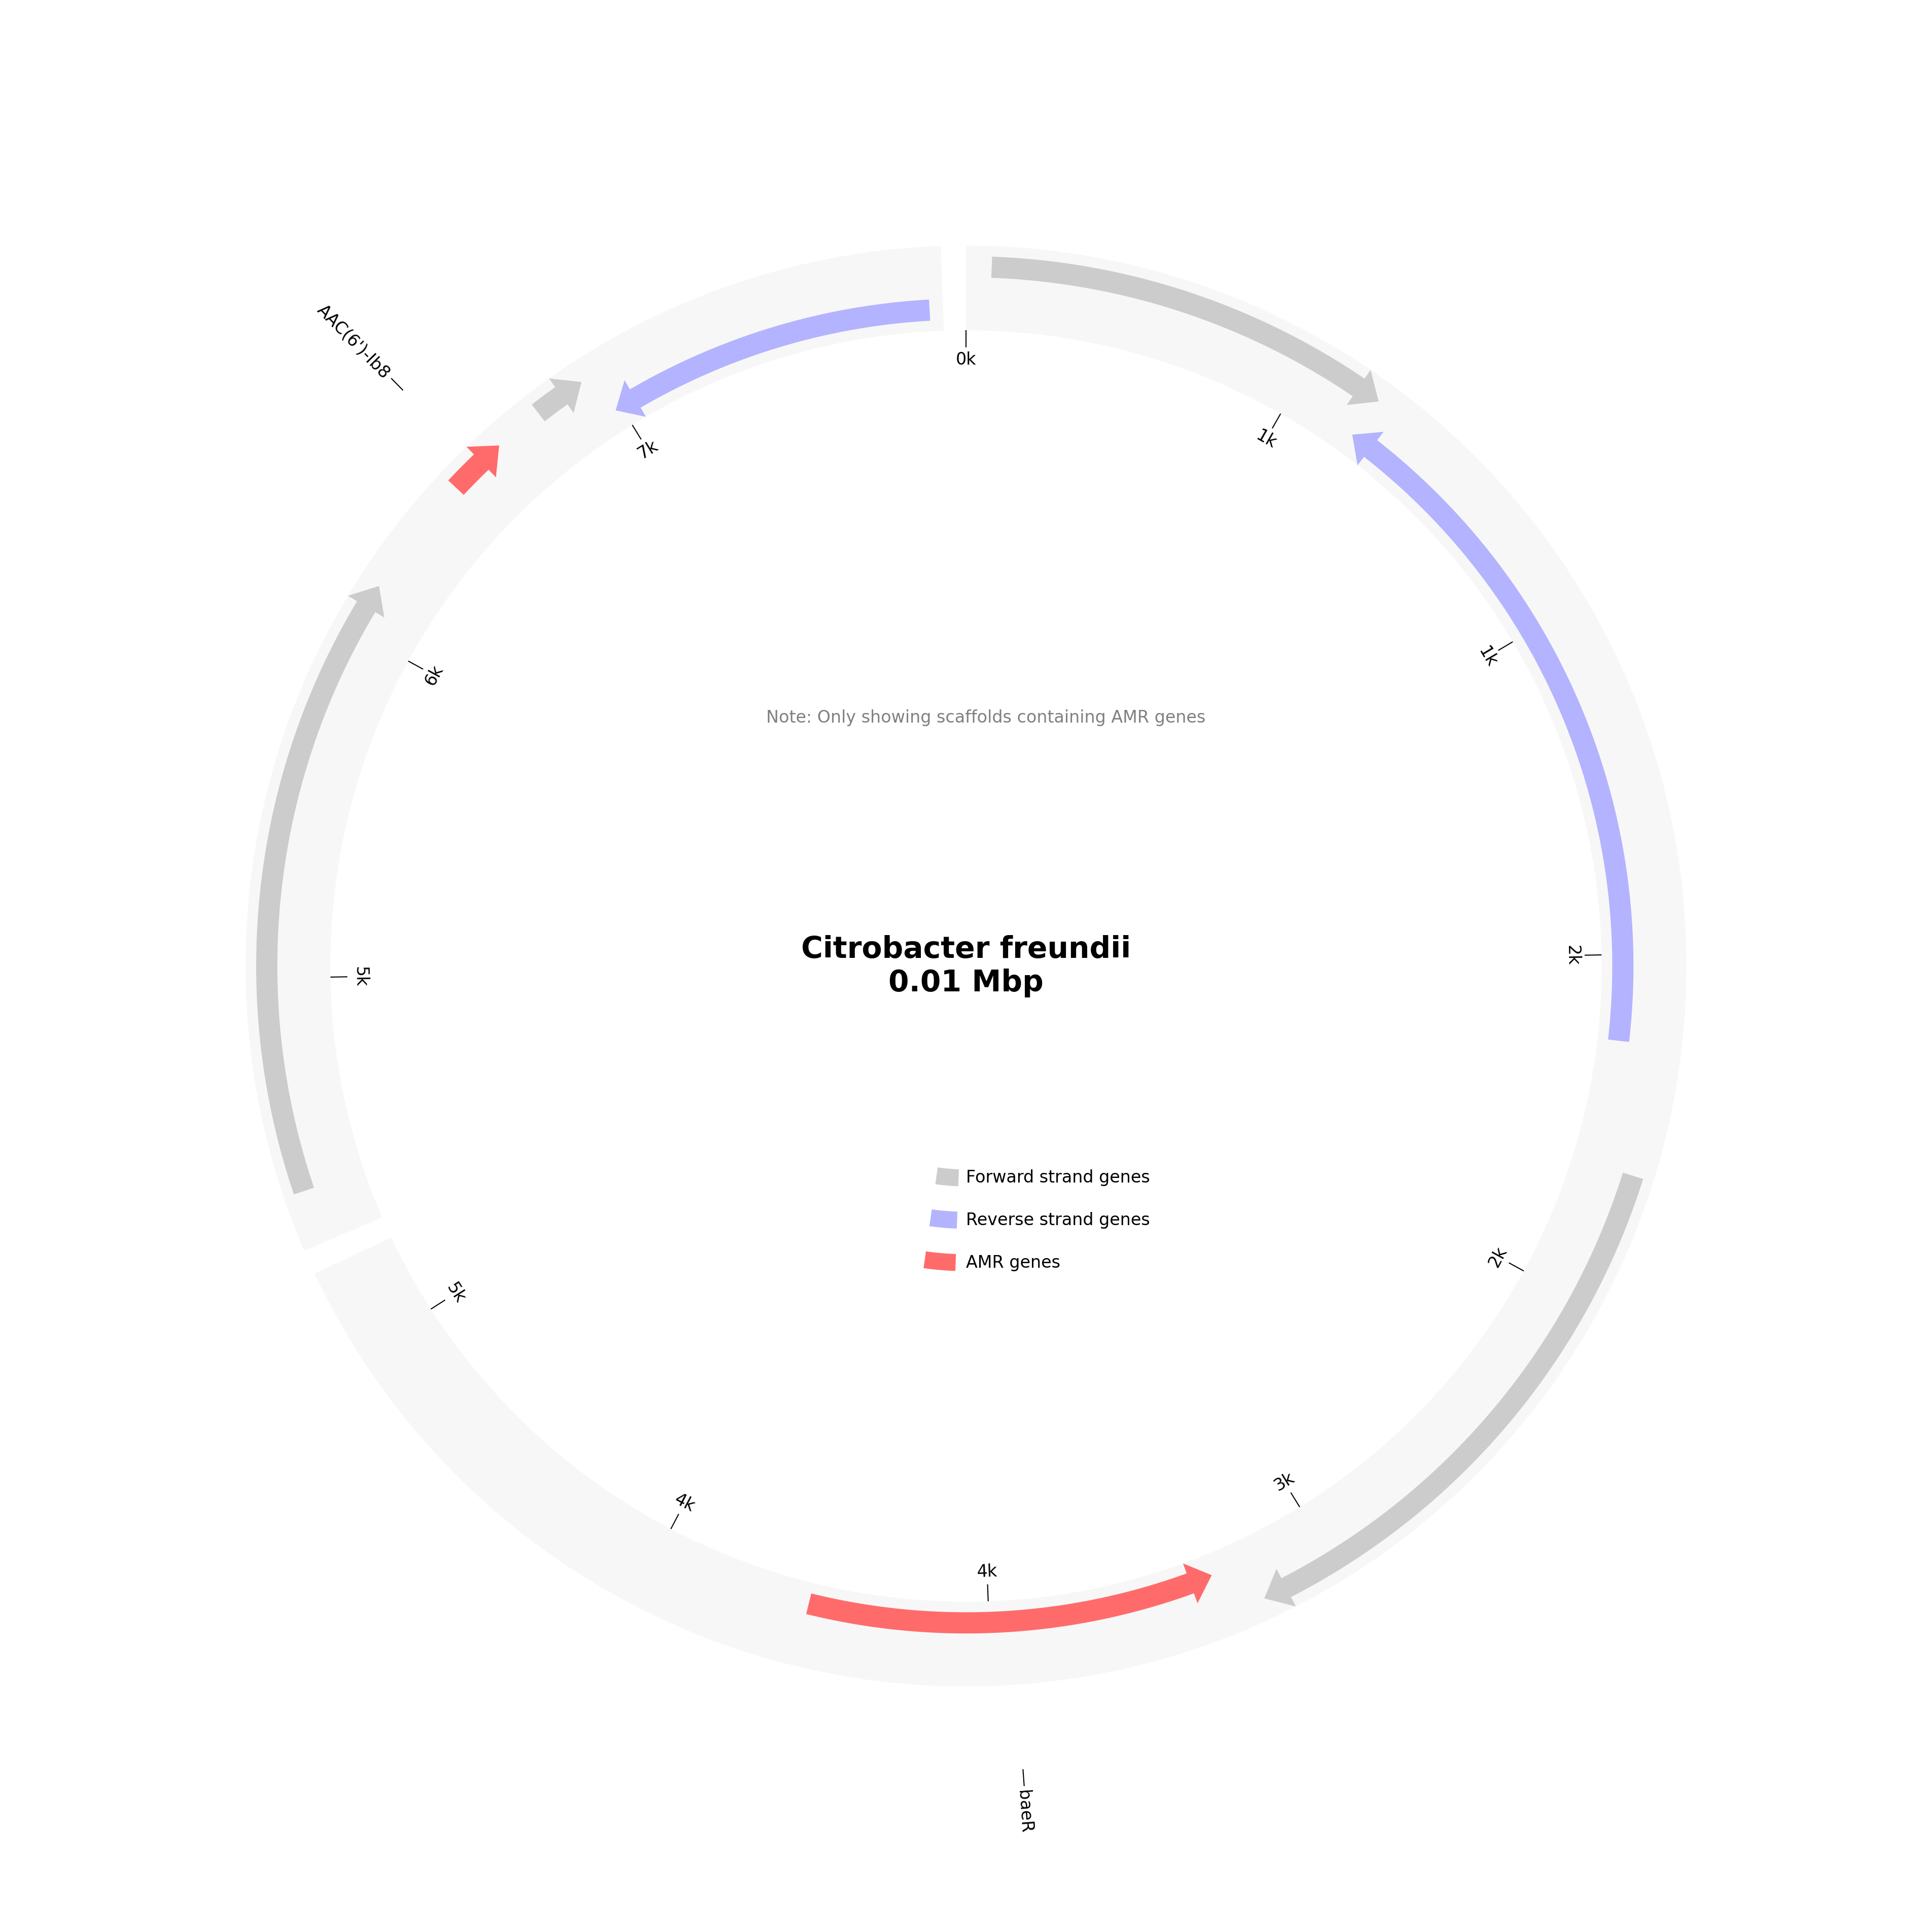 AAC(6')-Ib8
0k
1k
7k
1k
6k
Note: Only showing scaffolds containing AMR genes
Citrobacter freundii
0.01 Mbp
2k
5k
Forward strand genes
Reverse strand genes
AMR genes
2k
5k
3k
4k
4k
baeR